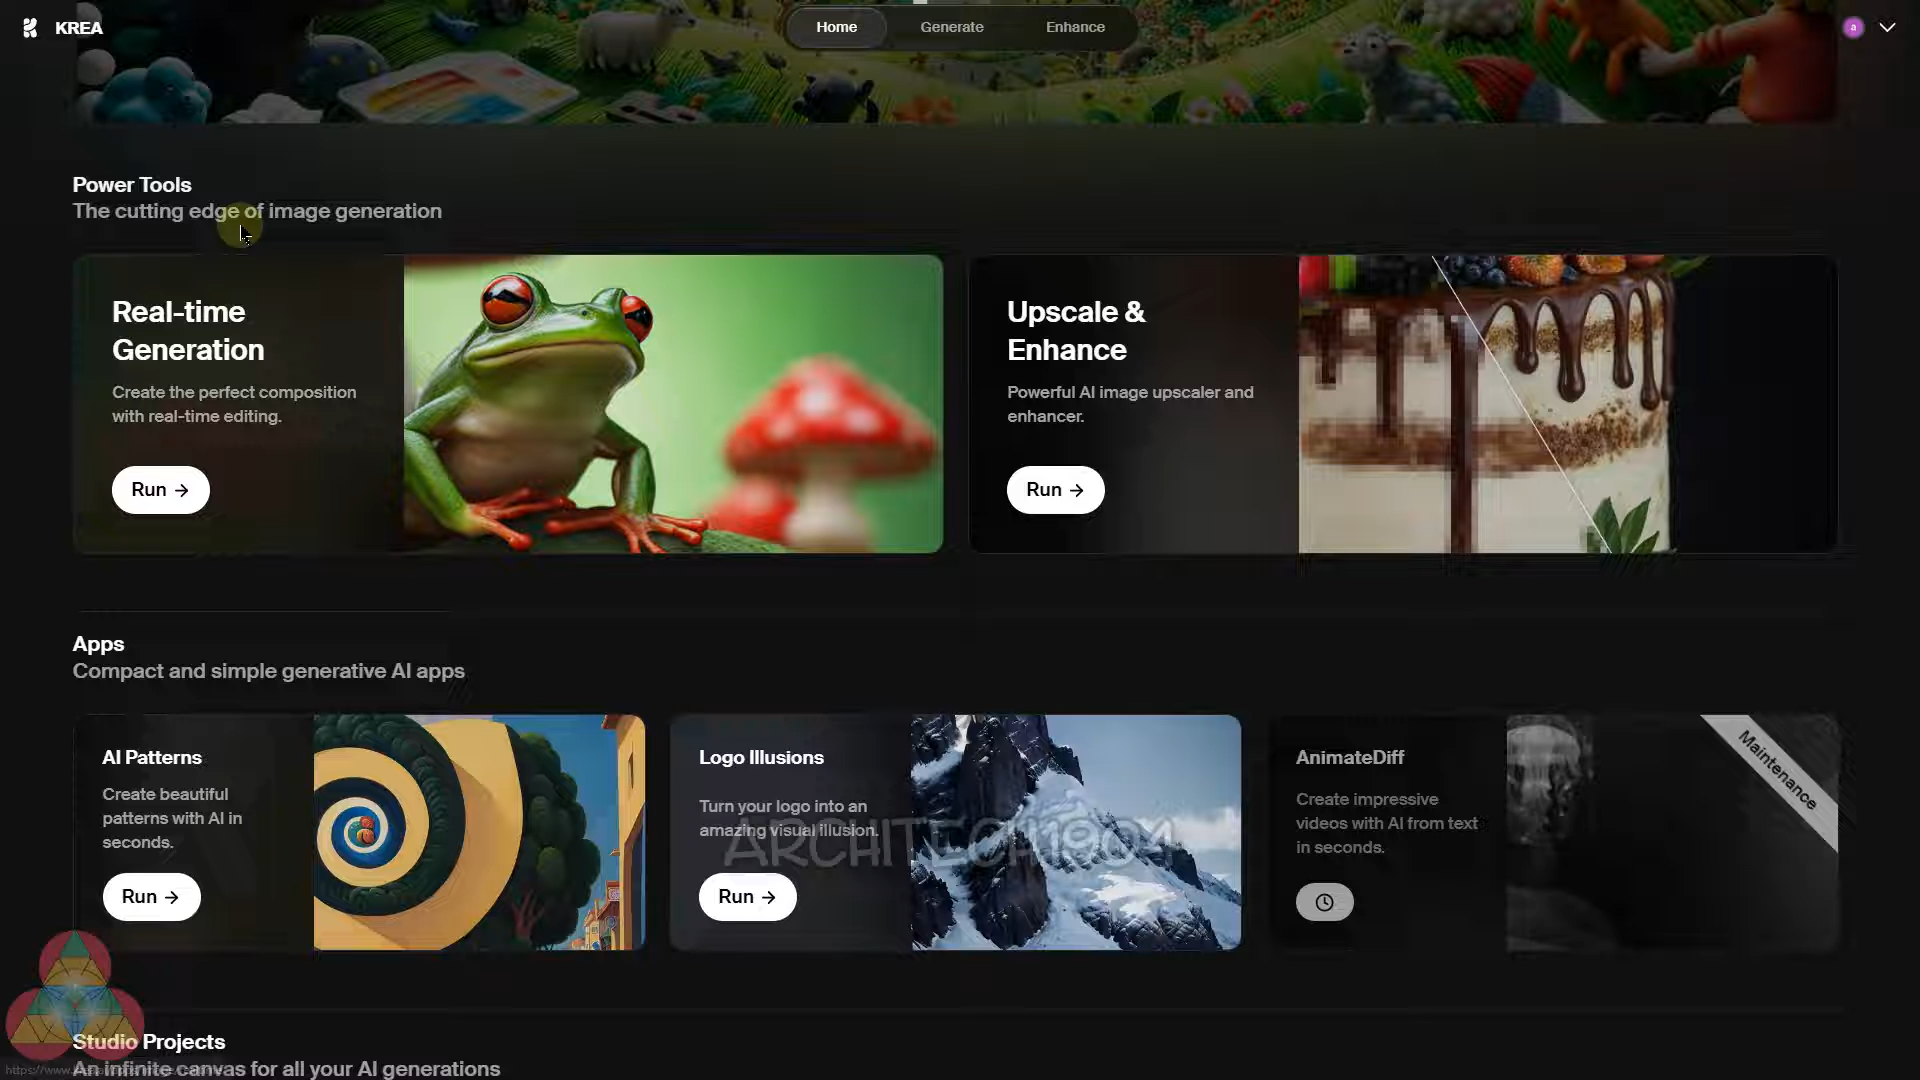 KREA
Home
Generate
Enhance
a
Power Tools
The cutting edge of image generation
Real-time
Generation
Create the perfect composition
with real-time editing.
Run
Upscale &
Enhance
Powerful AI image upscaler and
enhancer.
Run
Apps
Compact and simple generative AI apps
AI Patterns
Create beautiful
patterns with AI in
seconds.
Run
Logo Illusions
Turn your logo into an
amazing visual illusion.
Run
AnimateDiff
Create impressive
videos with AI from text
in seconds.
Maintenance
ARCHITECH1904
Studio Projects
An infinite canvas for all your AI generations